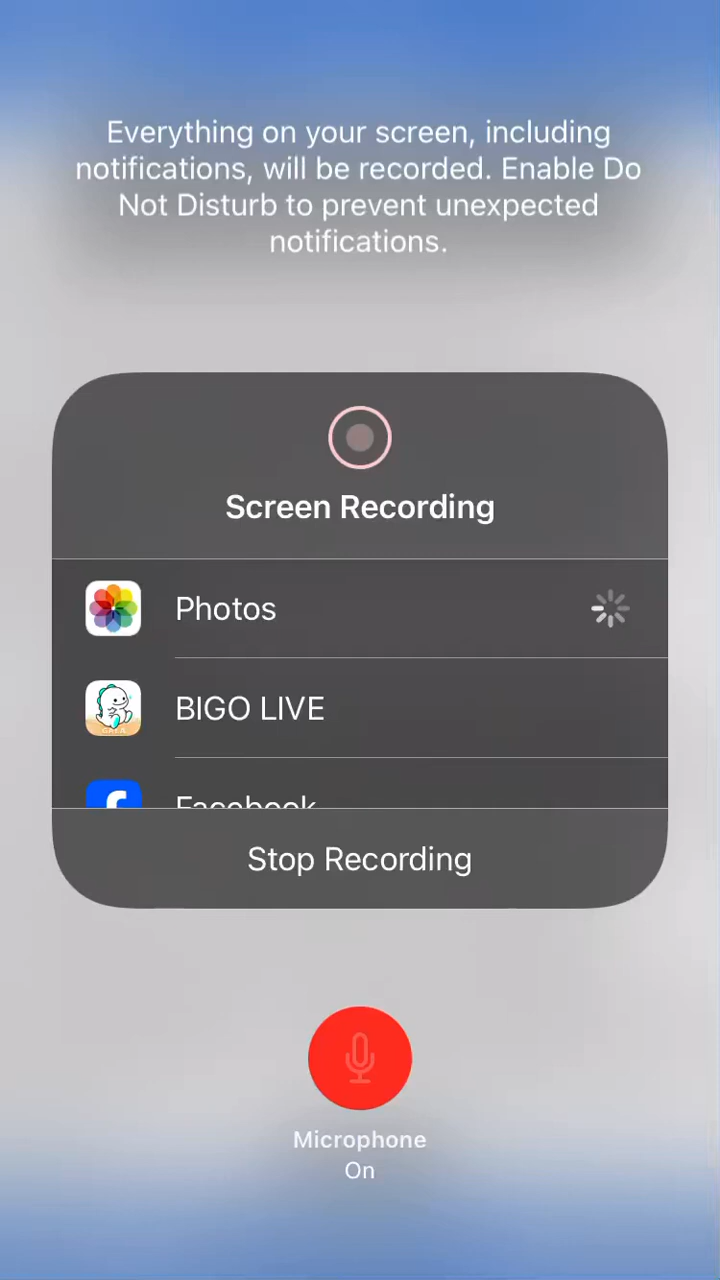 Everything on your screen, including
notifications, will be recorded. Enable Do
Not Disturb to prevent unexpected
notifications.
Screen Recording
Photos
BIGO LIVE
Facebook
Stop Recording
Microphone
On